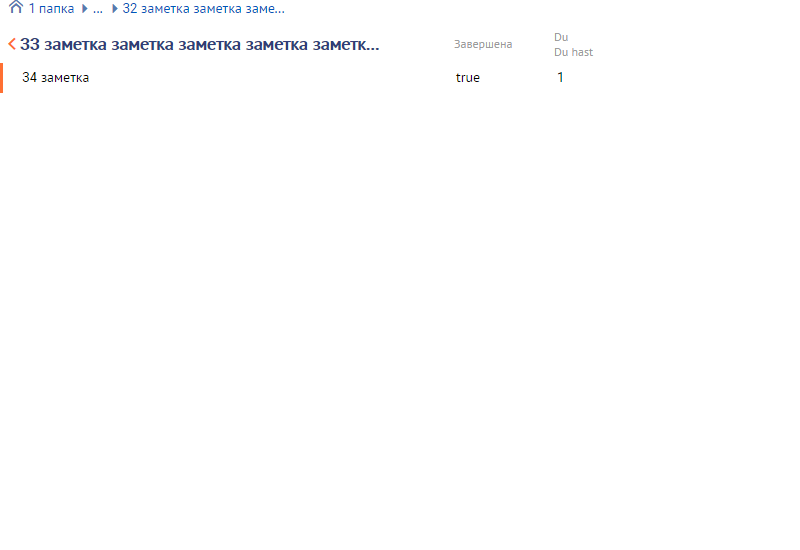 1 папка ... 32 заметка заметка заме...
33 заметка заметка заметка заметка заметк... Завершена
Du
Du hast
34 заметка true 1